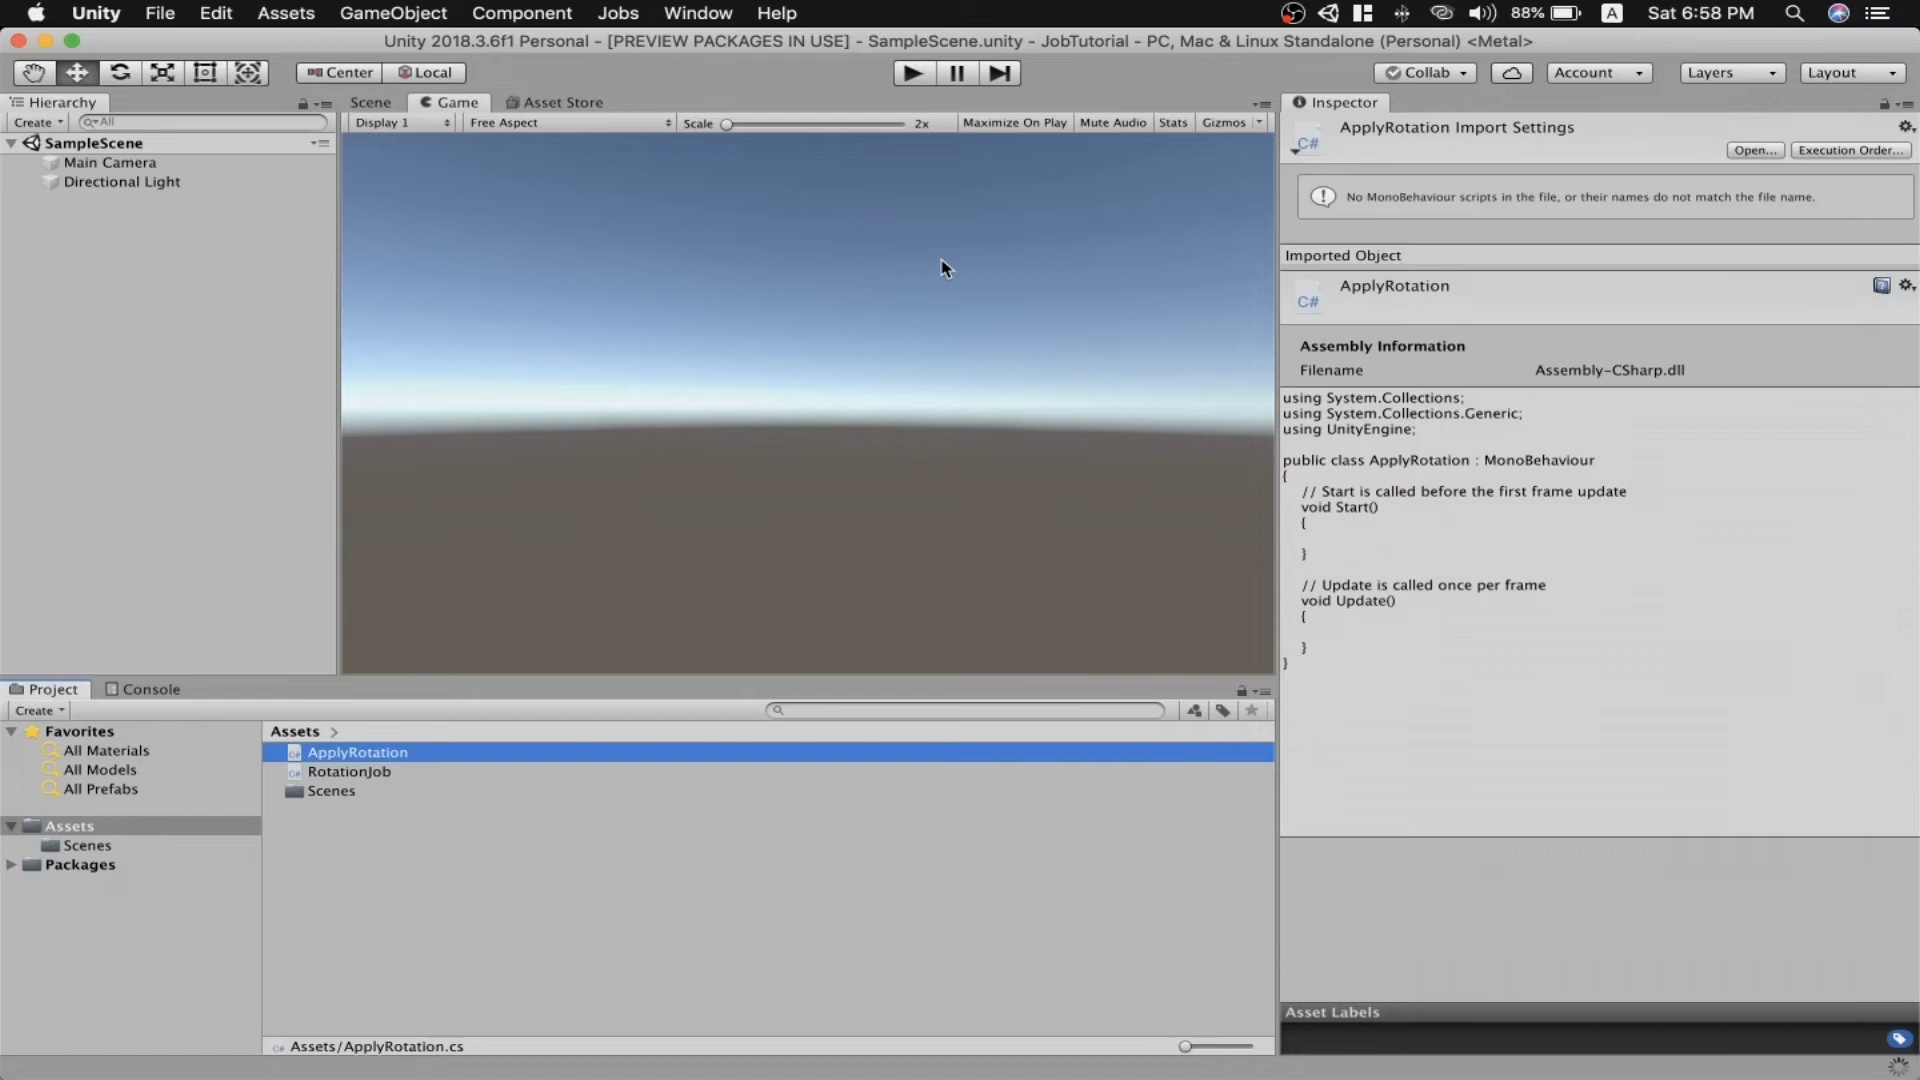 Unity File Edit Assets GameObject Component Jobs Window Help 88% A Sat 6:58 PM
Unity 2018.3.6f1 Personal - [PREVIEW PACKAGES IN USE] - SampleScene.unity - JobTutorial - PC, Mac & Linux Standalone (Personal) <Metal>
Center Local Collab Account Layers Layout
Hierarchy Scene Game Asset Store Inspector
Create All Display 1 Free Aspect Scale 2x Maximize On Play Mute Audio Stats Gizmos
SampleScene
Main Camera
Directional Light
C# ApplyRotation Import Settings
Open... Execution Order...
No MonoBehaviour scripts in the file, or their names do not match the file name.
Imported Object
C# ApplyRotation
Assembly Information
Filename Assembly-CSharp.dll
using System.Collections;
using System.Collections.Generic;
using UnityEngine;
public class ApplyRotation : MonoBehaviour
{
// Start is called before the first frame update
void Start()
{
}
// Update is called once per frame
void Update()
{
}
}
Project Console
Create
Favorites
All Materials
All Models
All Prefabs
Assets
Scenes
Packages
Assets >
ApplyRotation
RotationJob
Scenes
Assets/ApplyRotation.cs
Asset Labels